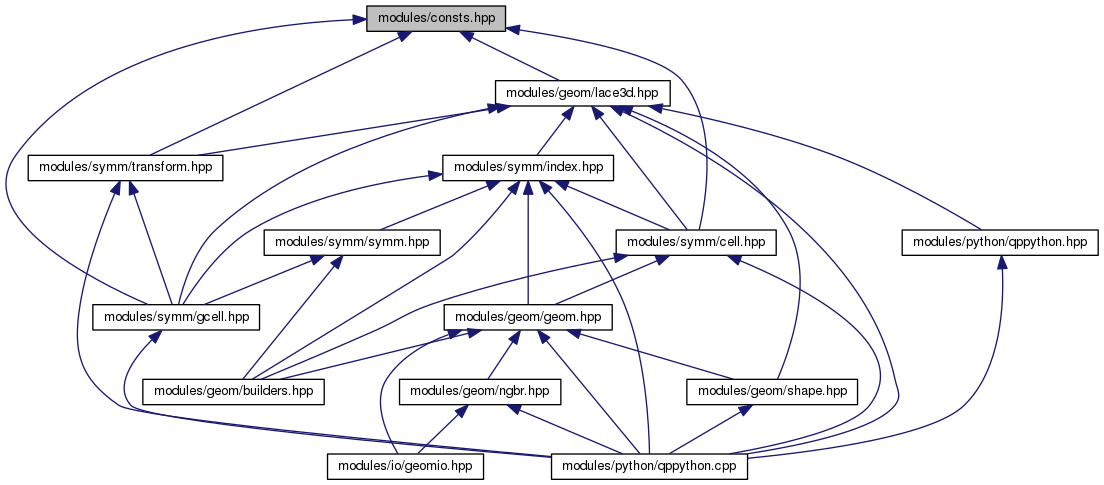 modules/consts.hpp
modules/geom/lace3d.hpp
modules/symm/transform.hpp
modules/symm/index.hpp
modules/symm/symm.hpp
modules/symm/cell.hpp
modules/python/qppython.hpp
modules/symm/gcell.hpp
modules/geom/geom.hpp
modules/geom/builders.hpp
modules/geom/ngbr.hpp
modules/geom/shape.hpp
modules/io/geomio.hpp
modules/python/qppython.cpp